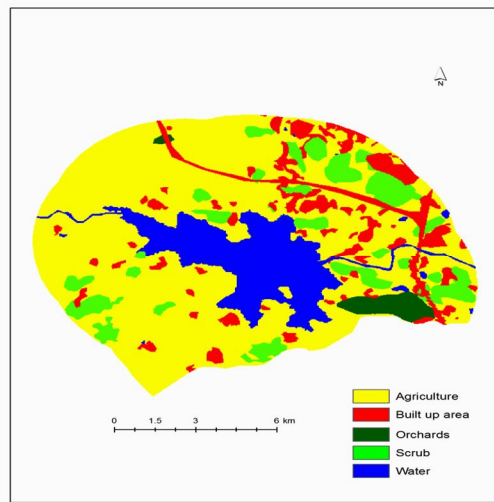 N
0 1.5 3 6 km
Agriculture
Built up area
Orchards
Scrub
Water